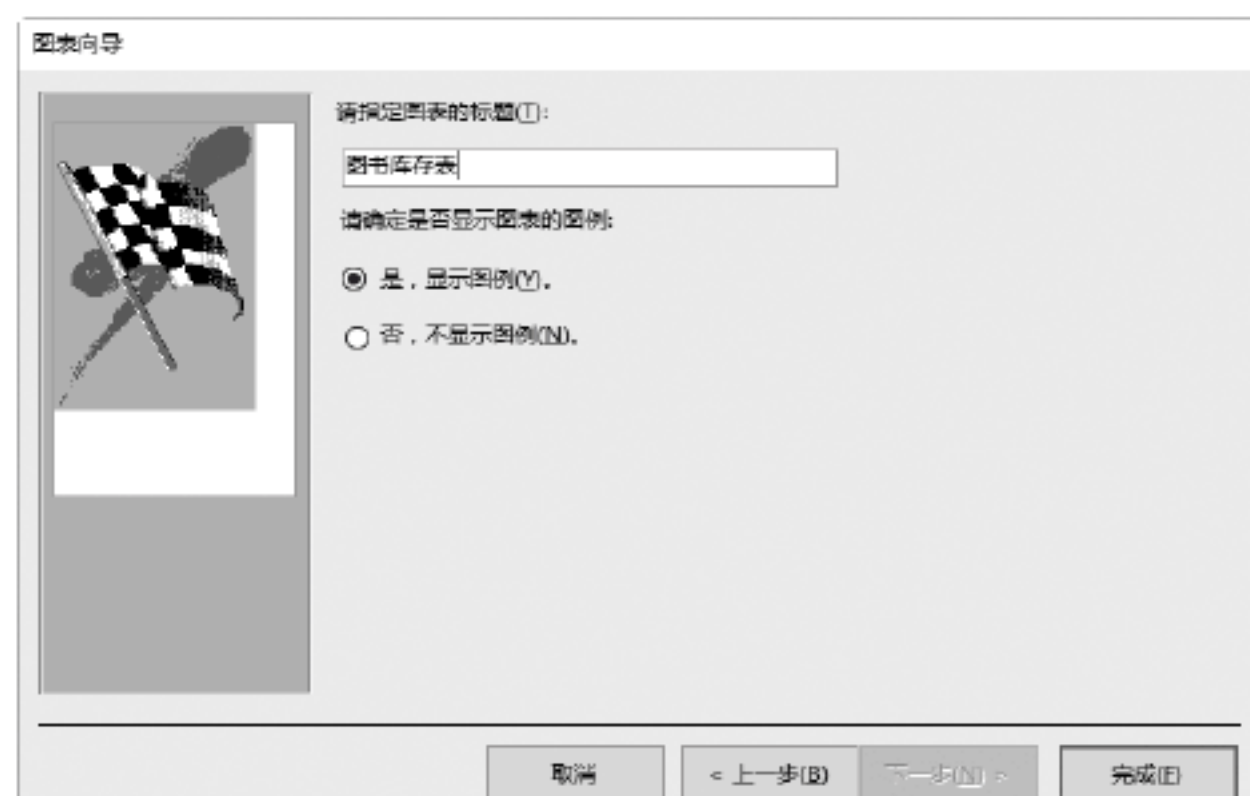 图表向导
请指定图表的标题(T):
图书库存表
请确定是否显示图表的图例:
是，显示图例(Y)。
否，不显示图例(N)。
取消
< 上一步(B)
下一步(N) >
完成(F)